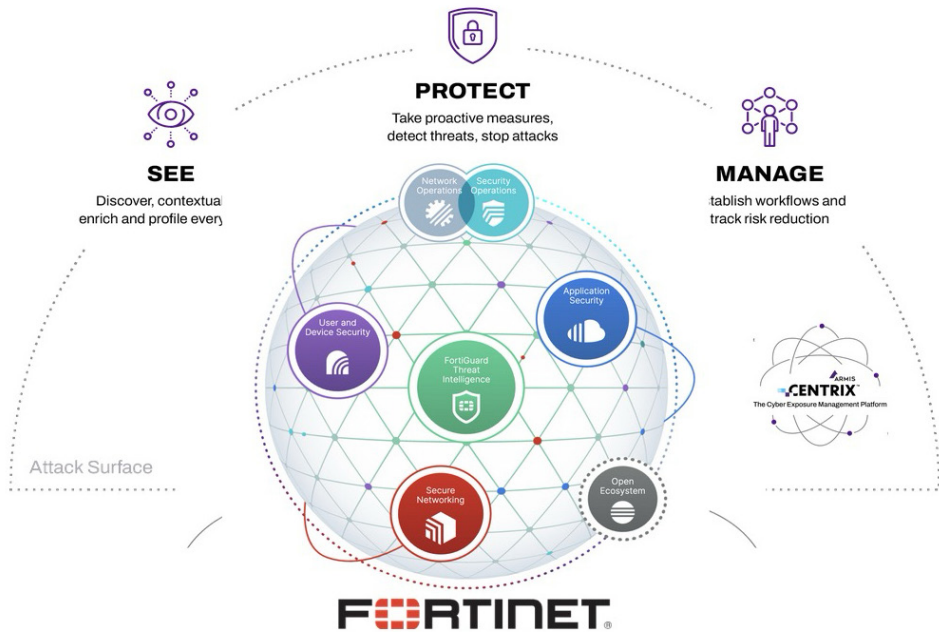 PROTECT
Take proactive measures,
detect threats, stop attacks
SEE
Discover, contextual
enrich and profile every
MANAGE
tablish workflows and
track risk reduction
Network
Operations
Security
Operations
Application
Security
User and
Device Security
FortiGuard
Threat
Intelligence
ARMIS
CENTRIX™
The Cyber Exposure Management Platform
Attack Surface
Secure
Networking
Open
Ecosystem
FORTINET®